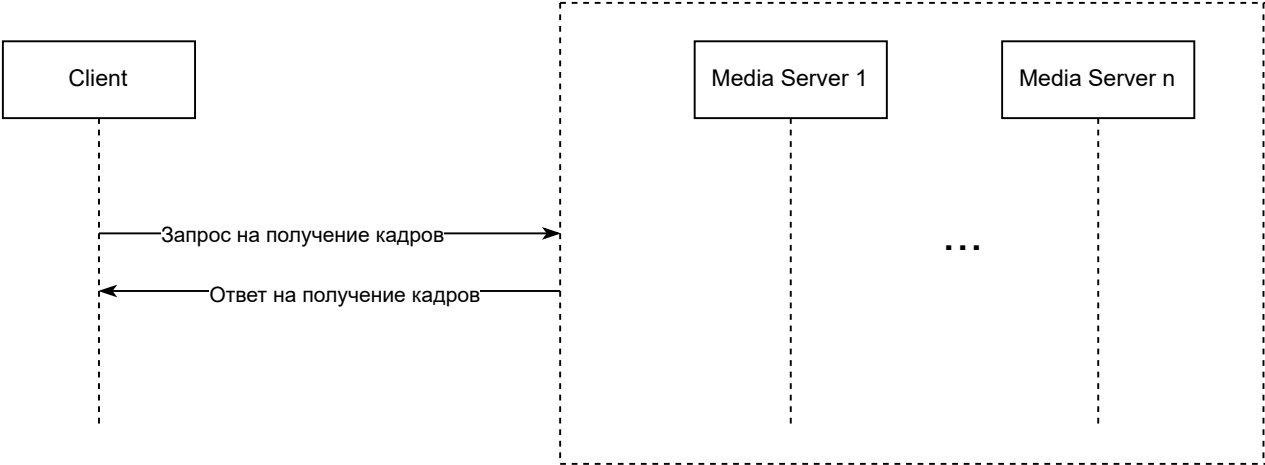 Client
Media Server 1
Media Server n
Запрос на получение кадров
...
Ответ на получение кадров